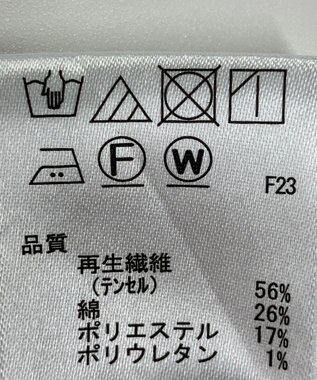 F W F23
品質
再生繊維
(テンセル) 56%
綿 26%
ポリエステル 17%
ポリウレタン 1%